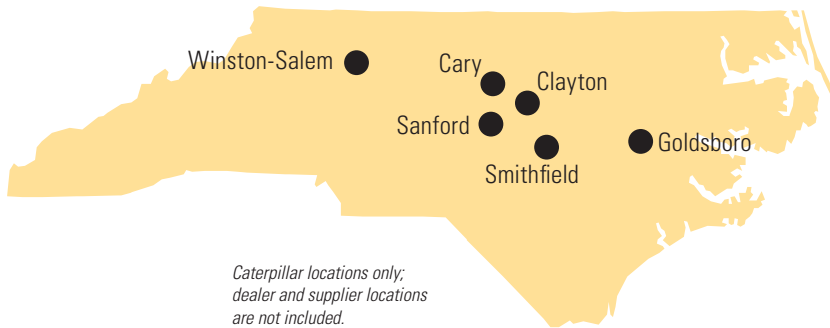 Winston-Salem
Cary
Clayton
Sanford
Goldsboro
Smithfield
Caterpillar locations only;
dealer and supplier locations
are not included.